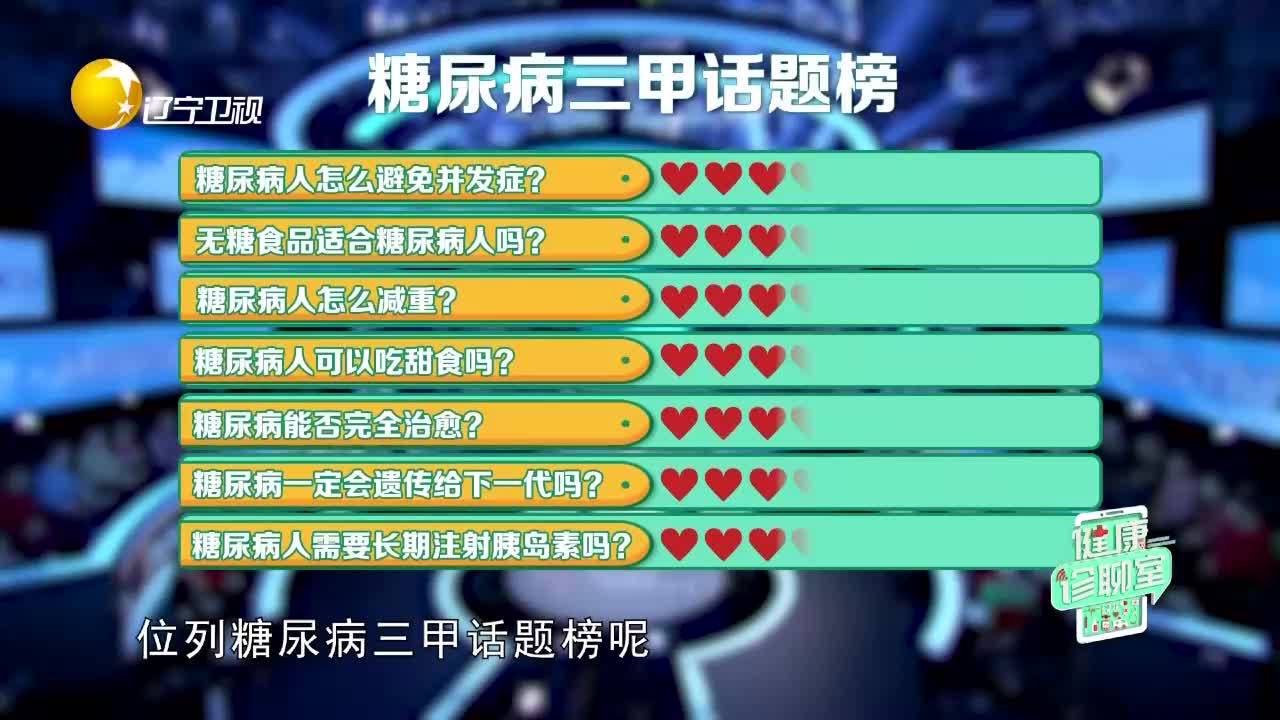 糖尿病三甲话题榜
辽宁卫视
糖尿病人怎么避免并发症?
无糖食品适合糖尿病人吗?
糖尿病人怎么减重?
糖尿病人可以吃甜食吗?
糖尿病能否完全治愈?
糖尿病一定会遗传给下一代吗?
糖尿病人需要长期注射胰岛素吗?
健康
诊聊室
位列糖尿病三甲话题榜呢